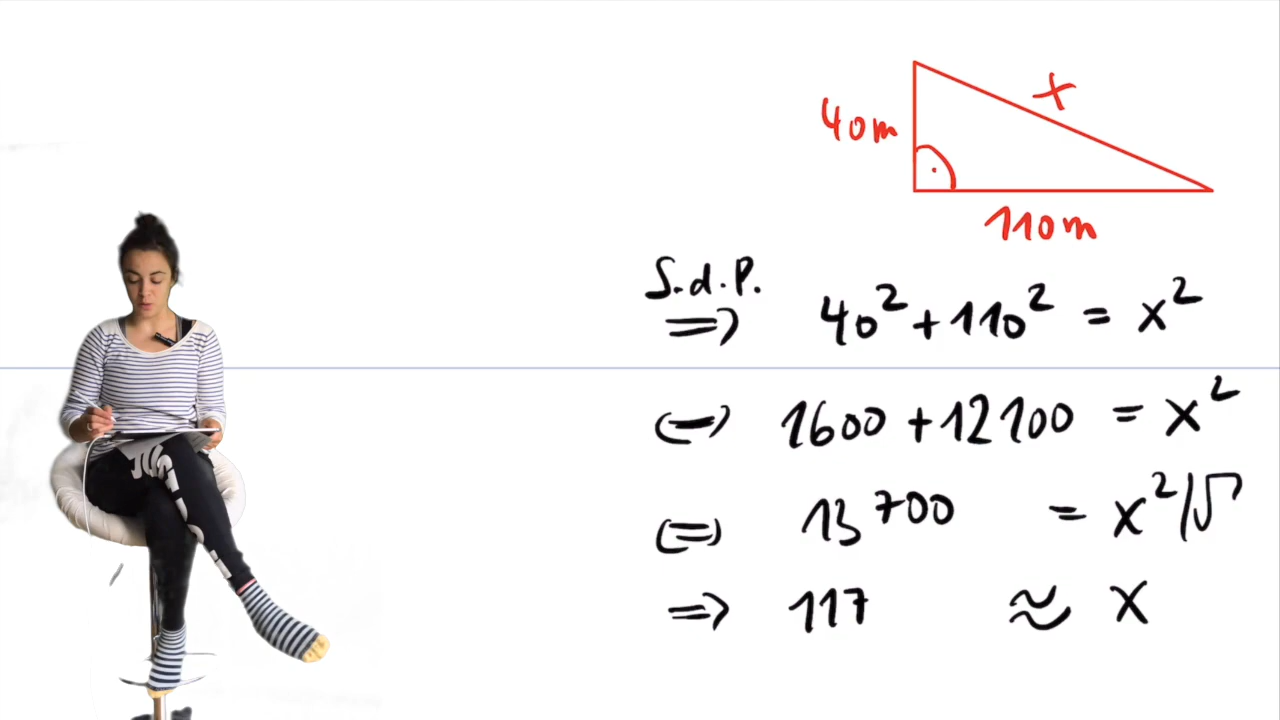 x
40m
110m
S.d.P.
=> 40² + 110² = x²
<=> 1600 + 12100 = x²
<=> 13700 = x² |√
=> 117 ≈ x